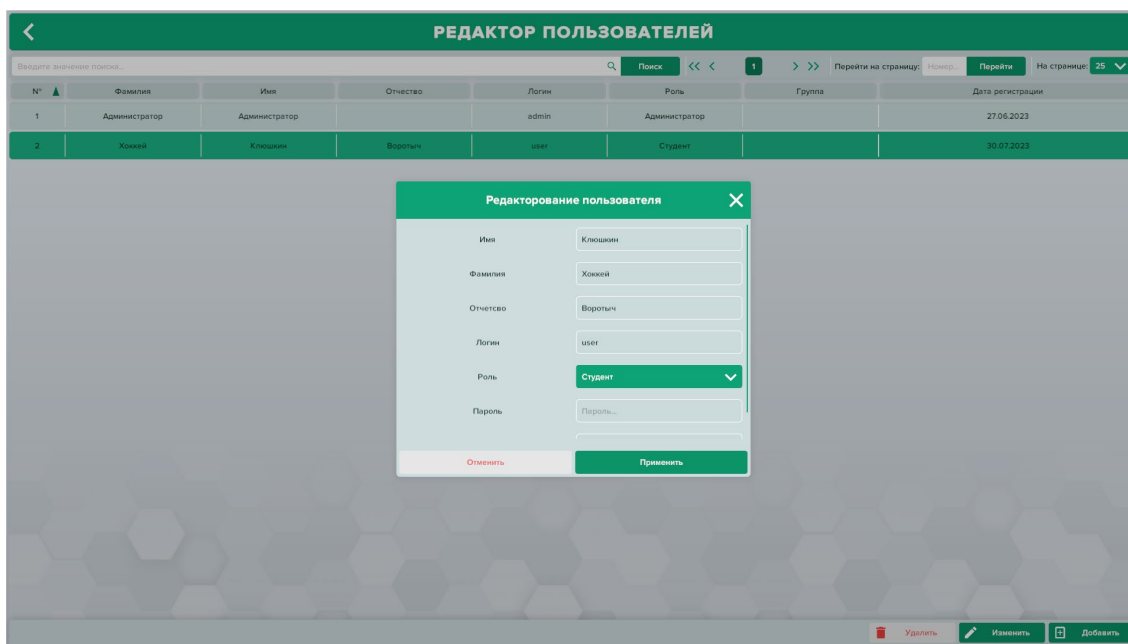 РЕДАКТОР ПОЛЬЗОВАТЕЛЕЙ
Введите значение поиска... Поиск << < 1 > >> Перейти на страницу: Номер... Перейти На странице: 25
N° Фамилия Имя Отчество Логин Роль Группа Дата регистрации
1 Администратор Администратор admin Администратор 27.06.2023
2 Хоккей Клюшкин Воротыч user Студент 30.07.2023
Редакторование пользователя
Имя Клюшкин
Фамилия Хоккей
Отчетсво Воротыч
Логин user
Роль Студент
Пароль Пароль...
Отменить Применить
Удалить Изменить Добавить